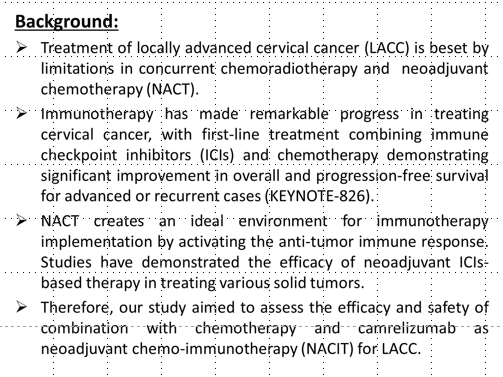 Background:
➢ Treatment of locally advanced cervical cancer (LACC) is beset by
limitations in concurrent chemoradiotherapy and neoadjuvant
chemotherapy (NACT).
➢ Immunotherapy has made remarkable progress in treating
cervical cancer, with first-line treatment combining immune
checkpoint inhibitors (ICIs) and chemotherapy demonstrating
significant improvement in overall and progression-free survival
for advanced or recurrent cases (KEYNOTE-826).
➢ NACT creates an ideal environment for immunotherapy
implementation by activating the anti-tumor immune response.
Studies have demonstrated the efficacy of neoadjuvant ICIs-
based therapy in treating various solid tumors.
➢ Therefore, our study aimed to assess the efficacy and safety of
combination with chemotherapy and camrelizumab as
neoadjuvant chemo-immunotherapy (NACIT) for LACC.